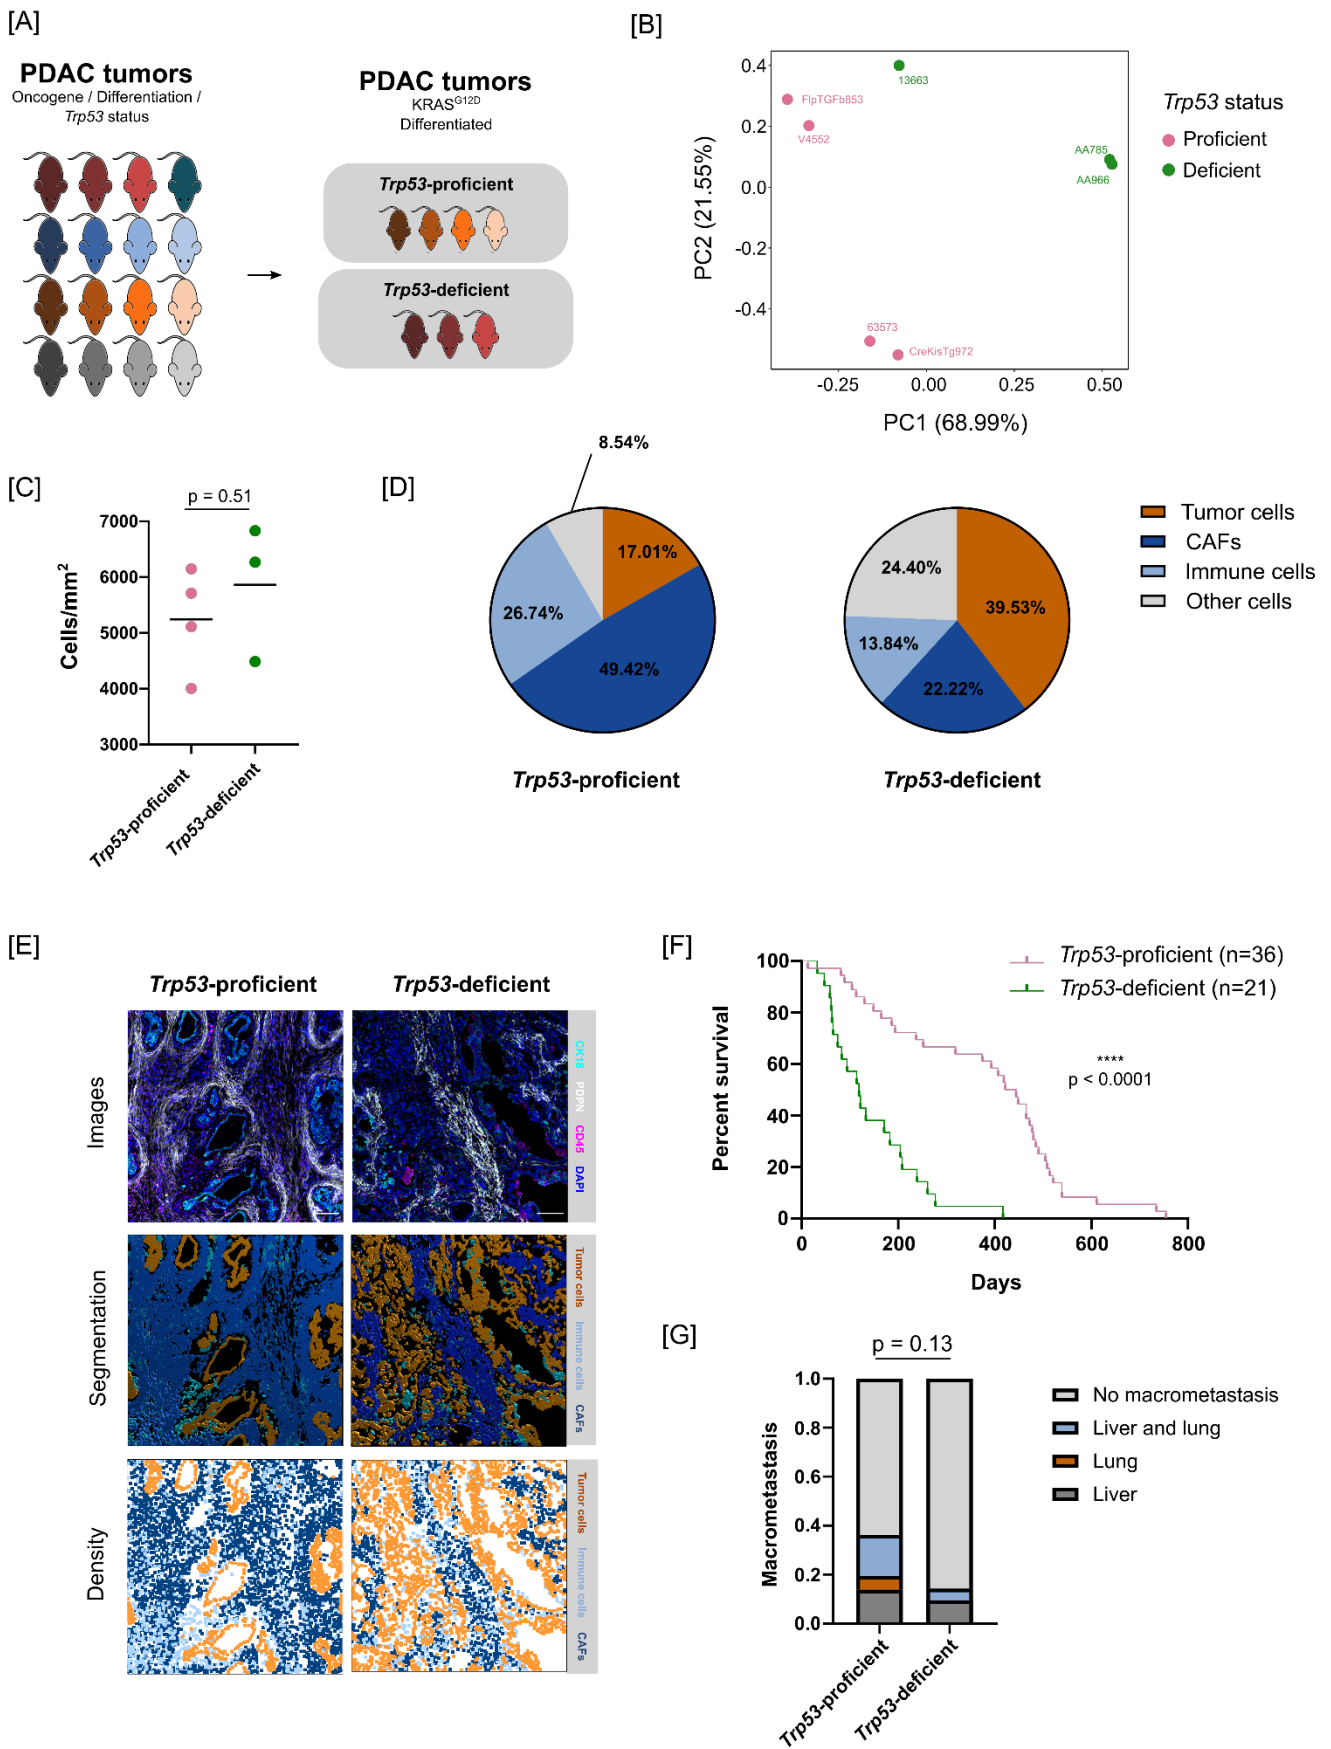 [A]
PDAC tumors
Oncogene / Differentiation /
Trp53 status
PDAC tumors
KRASG12D
Differentiated
Trp53-proficient
Trp53-deficient
[B]
0.4
0.2
0.0
-0.2
-0.4
13663
FlpTGFb853
V4552
AA785
AA966
63573
CreKisTg972
-0.25
0.00
0.25
0.50
PC2 (21.55%)
PC1 (68.99%)
Trp53 status
Proficient
Deficient
[C]
p = 0.51
7000
6000
5000
4000
3000
Cells/mm2
Trp53-proficient
Trp53-deficient
[D]
8.54%
17.01%
26.74%
49.42%
Trp53-proficient
24.40%
39.53%
13.84%
22.22%
Trp53-deficient
Tumor cells
CAFs
Immune cells
Other cells
[E]
Trp53-proficient
Trp53-deficient
Images
CK18 PDPN CD45 DAPI
Segmentation
Tumor cells Immune cells CAFs
Density
Tumor cells Immune cells CAFs
[F]
Trp53-proficient (n=36)
Trp53-deficient (n=21)
100
80
60
40
20
0
Percent survival
****
p < 0.0001
0
200
400
600
800
Days
[G]
p = 0.13
1.0
0.8
0.6
0.4
0.2
0.0
Macrometastasis
Trp53-proficient
Trp53-deficient
No macrometastasis
Liver and lung
Lung
Liver